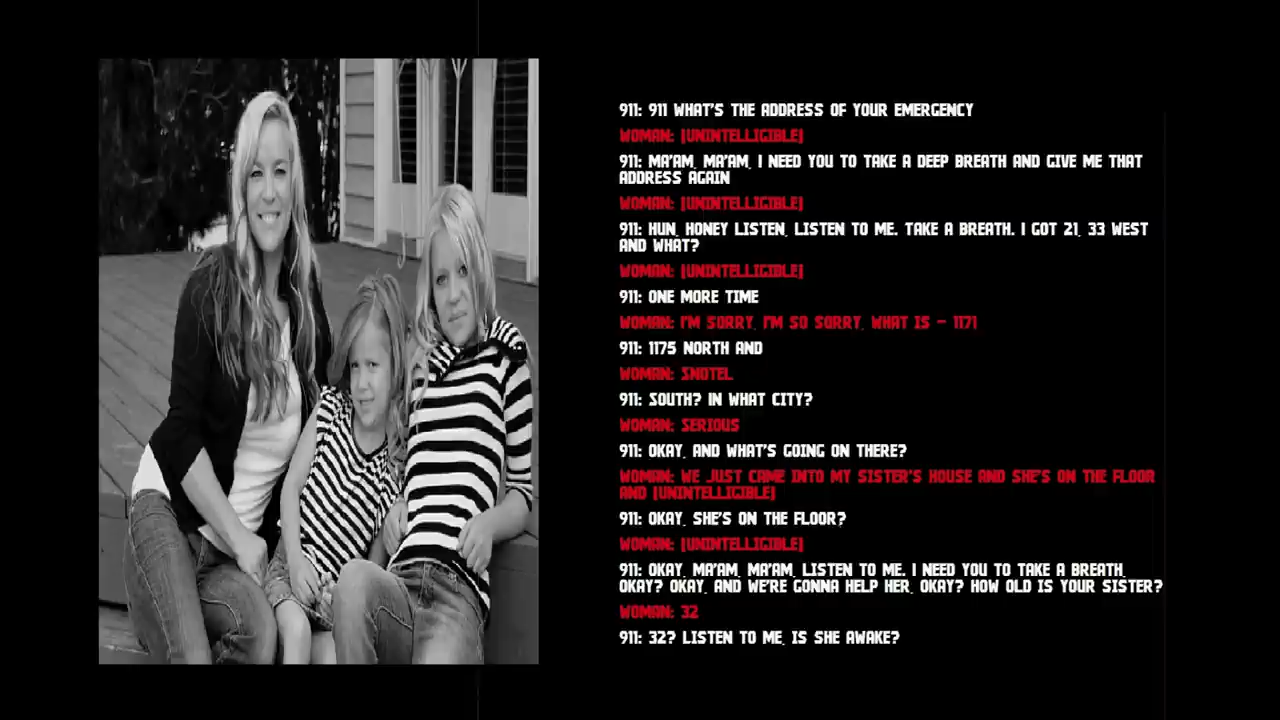 911: 911 WHAT'S THE ADDRESS OF YOUR EMERGENCY
WOMAN: [UNINTELLIGIBLE]
911: MA'AM, MA'AM, I NEED YOU TO TAKE A DEEP BREATH AND GIVE ME THAT
ADDRESS AGAIN
WOMAN: [UNINTELLIGIBLE]
911: HUN, HONEY LISTEN, LISTEN TO ME. TAKE A BREATH. I GOT 21, 33 WEST
AND WHAT?
WOMAN: [UNINTELLIGIBLE]
911: ONE MORE TIME
WOMAN: I'M SORRY, I'M SO SORRY, WHAT IS - 1171
911: 1175 NORTH AND
WOMAN: SNOTEL
911: SOUTH? IN WHAT CITY?
WOMAN: SERIOUS
911: OKAY, AND WHAT'S GOING ON THERE?
WOMAN: WE JUST CAME INTO MY SISTER'S HOUSE AND SHE'S ON THE FLOOR
AND [UNINTELLIGIBLE]
911: OKAY, SHE'S ON THE FLOOR?
WOMAN: [UNINTELLIGIBLE]
911: OKAY, MA'AM, MA'AM, LISTEN TO ME. I NEED YOU TO TAKE A BREATH,
OKAY? OKAY, AND WE'RE GONNA HELP HER, OKAY? HOW OLD IS YOUR SISTER?
WOMAN: 32
911: 32? LISTEN TO ME, IS SHE AWAKE?